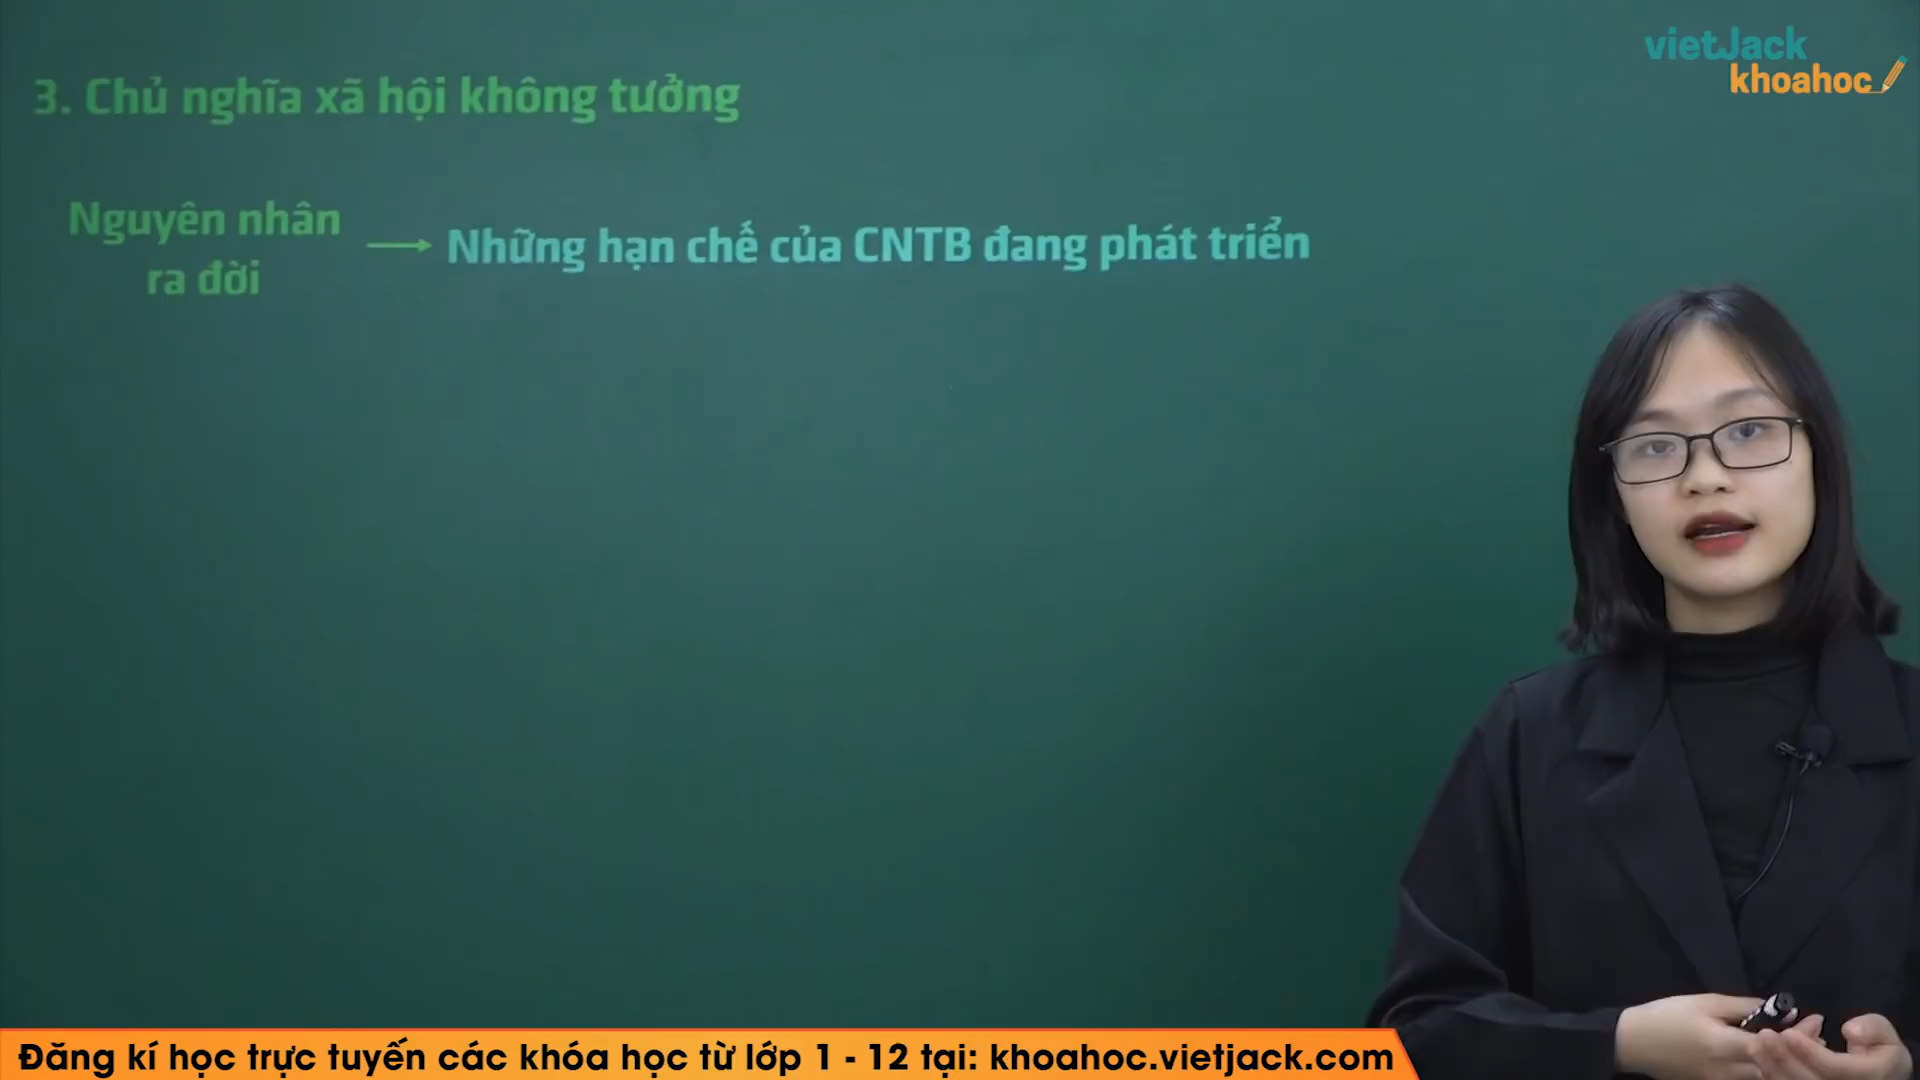 vietJack
khoahoc
3. Chủ nghĩa xã hội không tưởng
Nguyên nhân
ra đời
Những hạn chế của CNTB đang phát triển
Đăng kí học trực tuyến các khóa học từ lớp 1 - 12 tại: khoahoc.vietjack.com